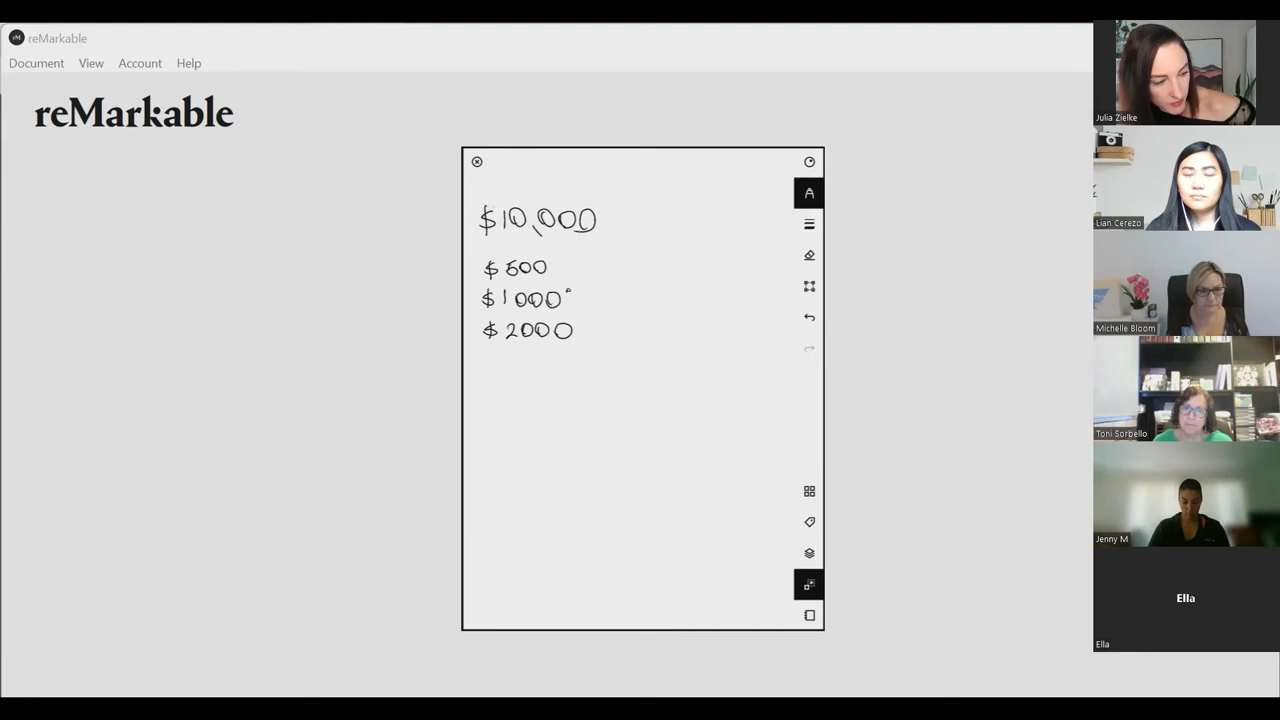 reMarkable
Document View Account Help
reMarkable
$10,000
$500
$1000
$2000
Julia Zielke
Lian Cerezo
Michelle Bloom
Toni Sorbello
Jenny M
Ella
Ella